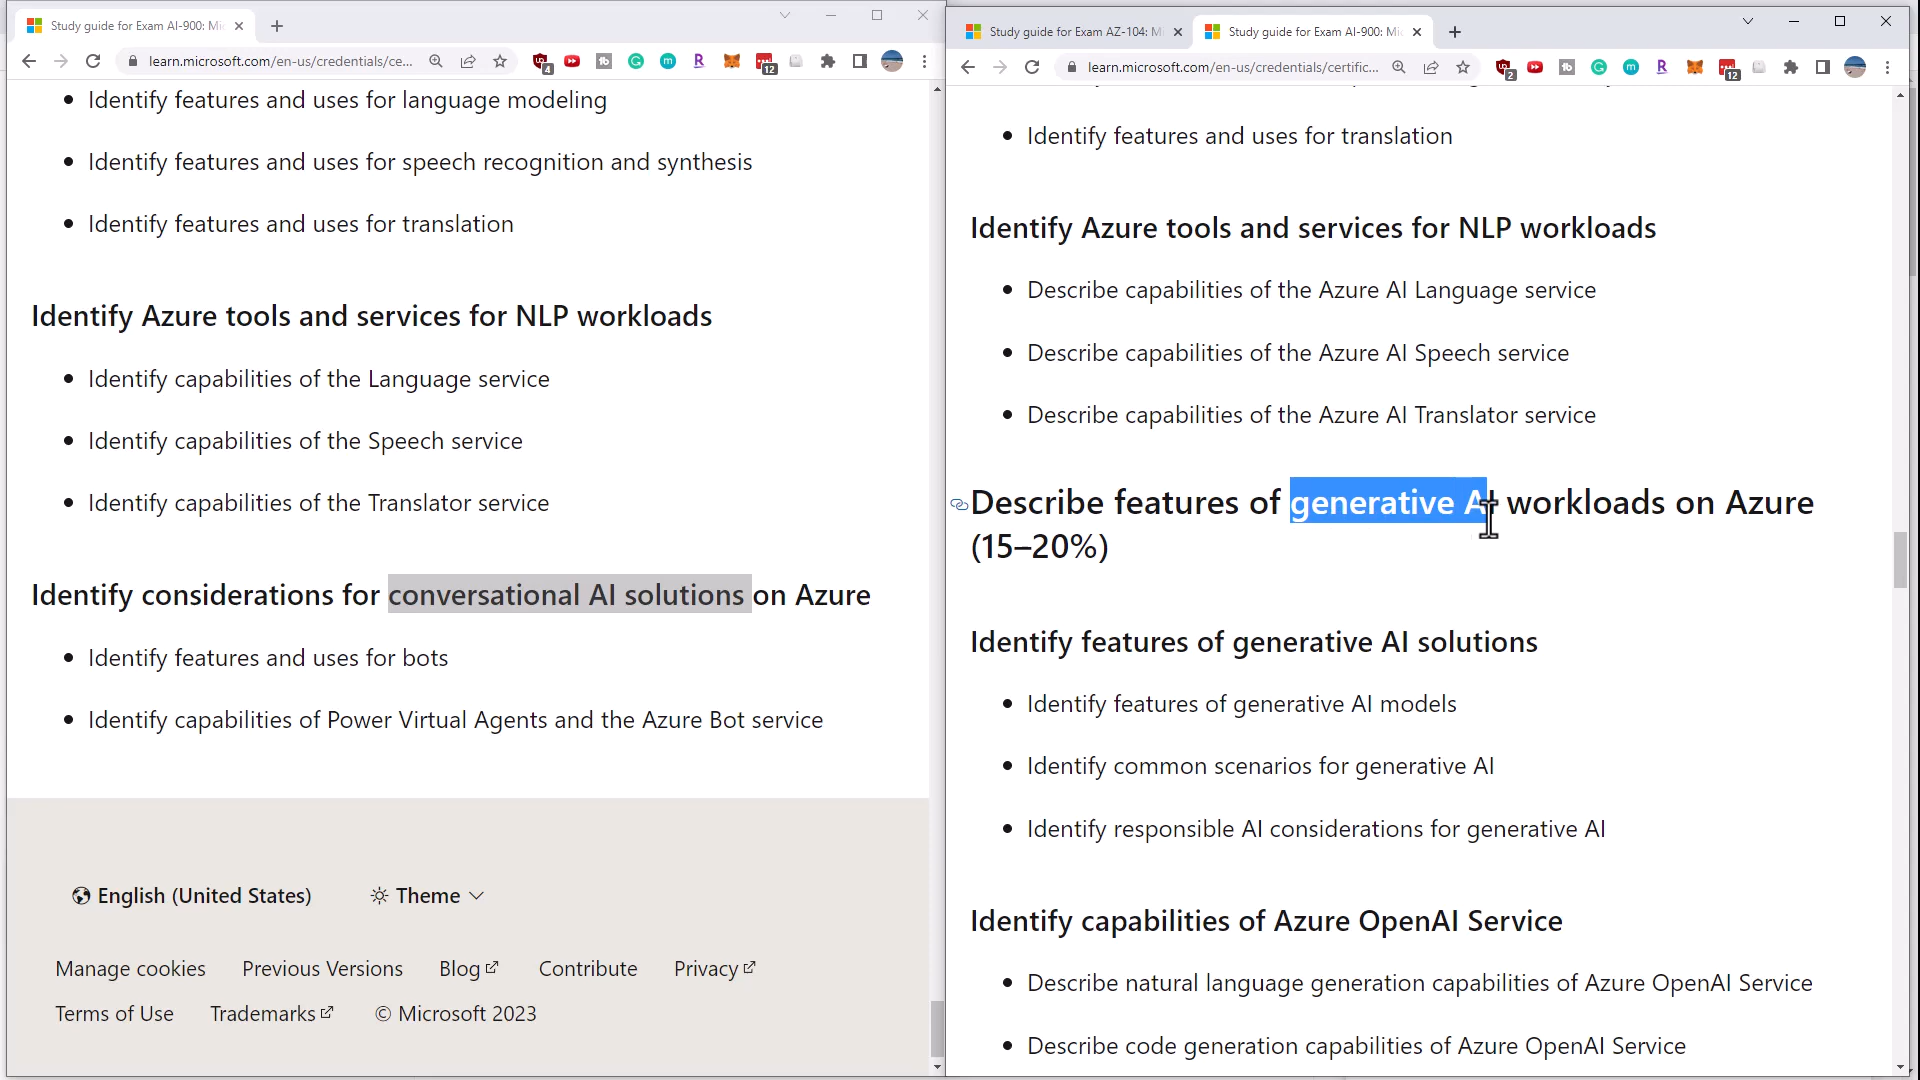 Study guide for Exam AI-900: Mi
learn.microsoft.com/en-us/credentials/ce...
4
12
Identify features and uses for language modeling
Identify features and uses for speech recognition and synthesis
Identify features and uses for translation
Identify Azure tools and services for NLP workloads
Identify capabilities of the Language service
Identify capabilities of the Speech service
Identify capabilities of the Translator service
Identify considerations for conversational AI solutions on Azure
Identify features and uses for bots
Identify capabilities of Power Virtual Agents and the Azure Bot service
English (United States)
Theme
Manage cookies
Previous Versions
Blog
Contribute
Privacy
Terms of Use
Trademarks
© Microsoft 2023
Study guide for Exam AZ-104: M
Study guide for Exam AI-900: Mic
learn.microsoft.com/en-us/credentials/certific...
2
12
Identify features and uses for translation
Identify Azure tools and services for NLP workloads
Describe capabilities of the Azure AI Language service
Describe capabilities of the Azure AI Speech service
Describe capabilities of the Azure AI Translator service
Describe features of generative AI workloads on Azure
(15–20%)
Identify features of generative AI solutions
Identify features of generative AI models
Identify common scenarios for generative AI
Identify responsible AI considerations for generative AI
Identify capabilities of Azure OpenAI Service
Describe natural language generation capabilities of Azure OpenAI Service
Describe code generation capabilities of Azure OpenAI Service